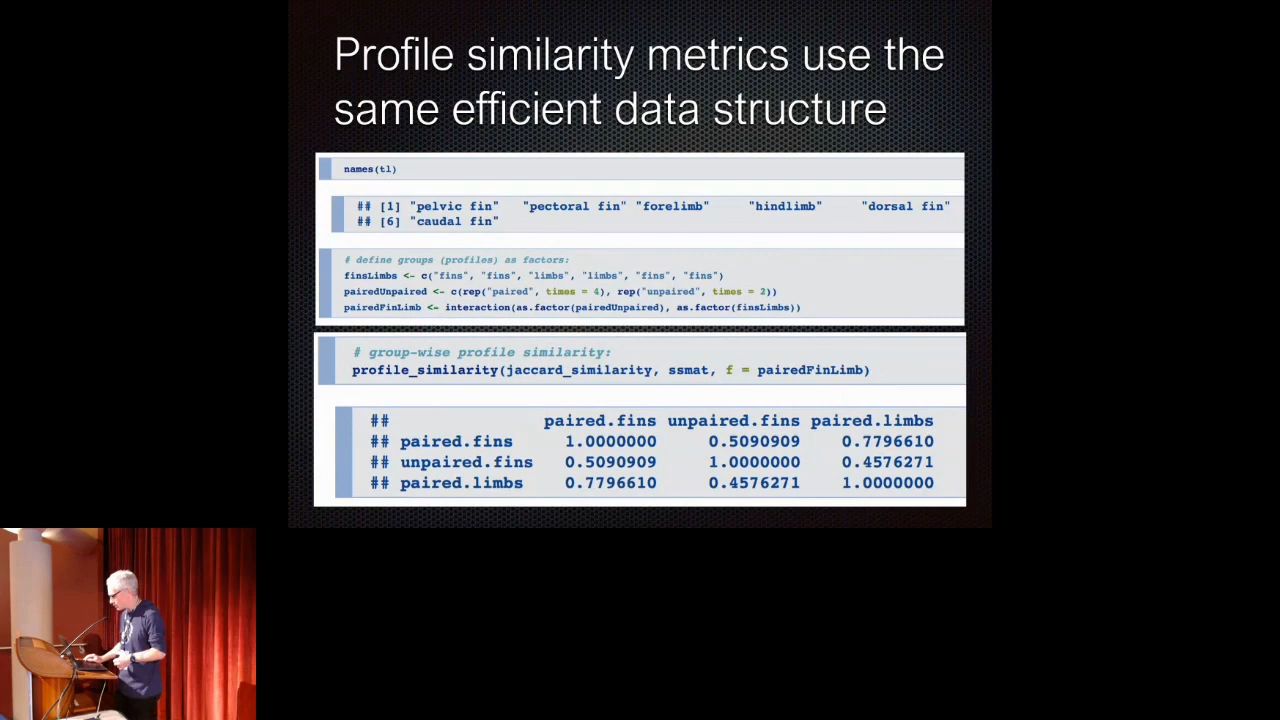 Profile similarity metrics use the
same efficient data structure
names(tl)
## [1] "pelvic fin" "pectoral fin" "forelimb" "hindlimb" "dorsal fin"
## [6] "caudal fin"
# define groups (profiles) as factors:
finsLimbs <- c("fins", "fins", "limbs", "limbs", "fins", "fins")
pairedUnpaired <- c(rep("paired", times = 4), rep("unpaired", times = 2))
pairedFinLimb <- interaction(as.factor(pairedUnpaired), as.factor(finsLimbs))
# group-wise profile similarity:
profile_similarity(jaccard_similarity, ssmat, f = pairedFinLimb)
## paired.fins unpaired.fins paired.limbs
## paired.fins 1.0000000 0.5090909 0.7796610
## unpaired.fins 0.5090909 1.0000000 0.4576271
## paired.limbs 0.7796610 0.4576271 1.0000000